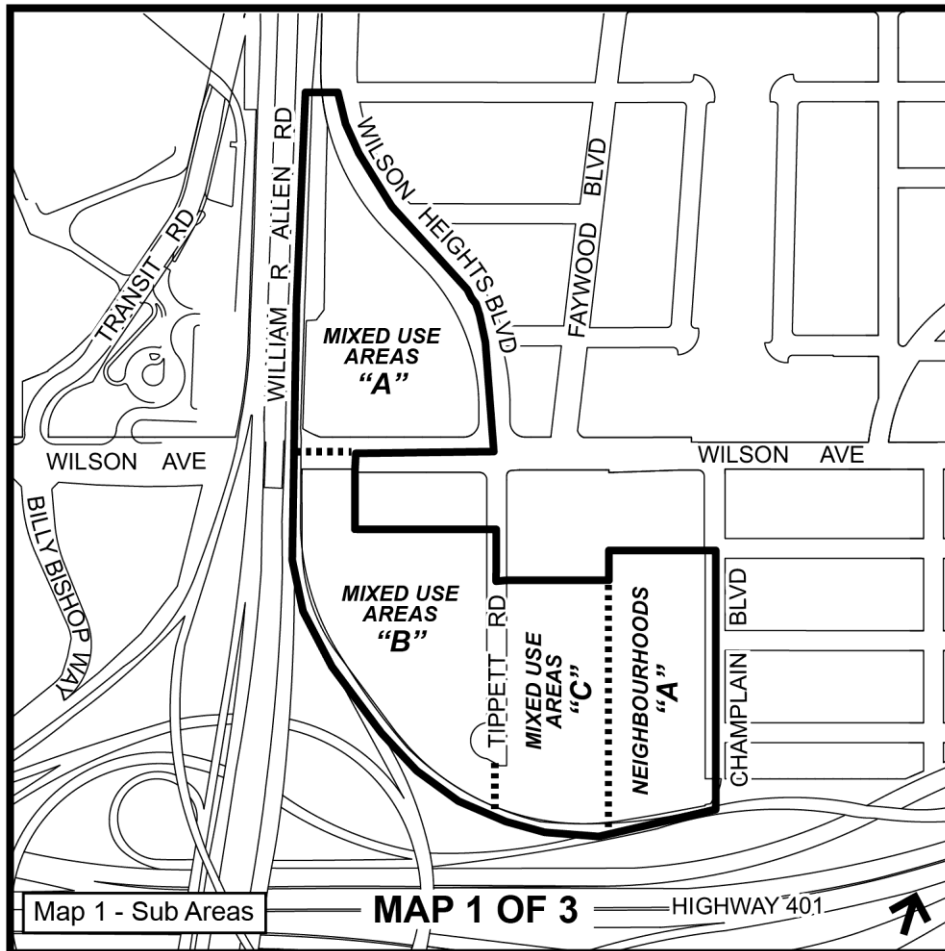 WILLIAM R ALLEN RD
WILSON HEIGHTS BLVD
FAYWOOD BLVD
TRANSIT RD
MIXED USE
AREAS
“A”
WILSON AVE
WILSON AVE
BILLY BISHOP WAY
MIXED USE
AREAS
“B”
TIPPETT RD
MIXED USE
AREAS
“C”
NEIGHBOURHOODS
“A”
CHAMPLAIN BLVD
Map 1 - Sub Areas
MAP 1 OF 3
HIGHWAY 401